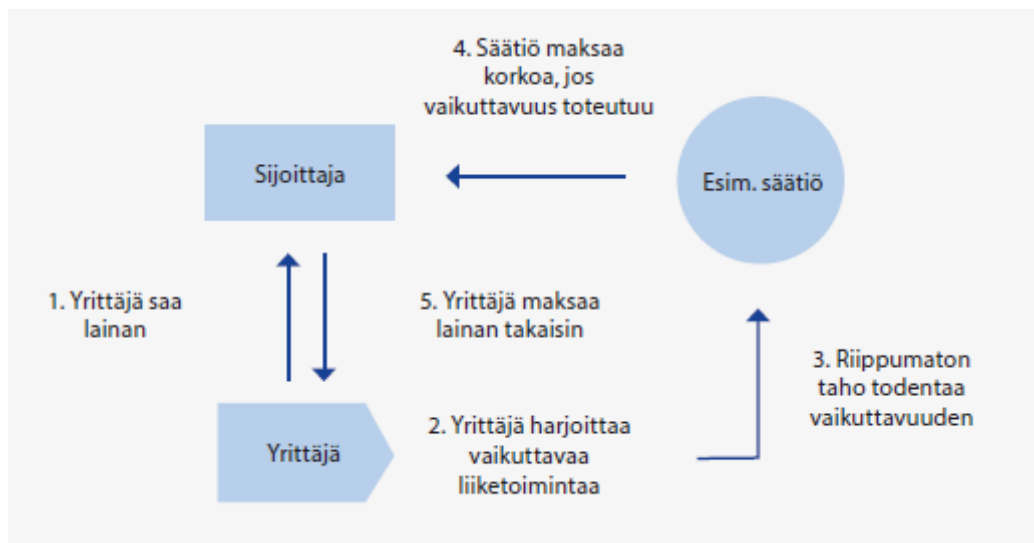 4. Säätiö maksaa
korkoa, jos
vaikuttavuus toteutuu
Sijoittaja
Esim. säätiö
1. Yrittäjä saa
lainan
5. Yrittäjä maksaa
lainan takaisin
3. Riippumaton
taho todentaa
vaikuttavuuden
Yrittäjä
2. Yrittäjä harjoittaa
vaikuttavaa
liiketoimintaa